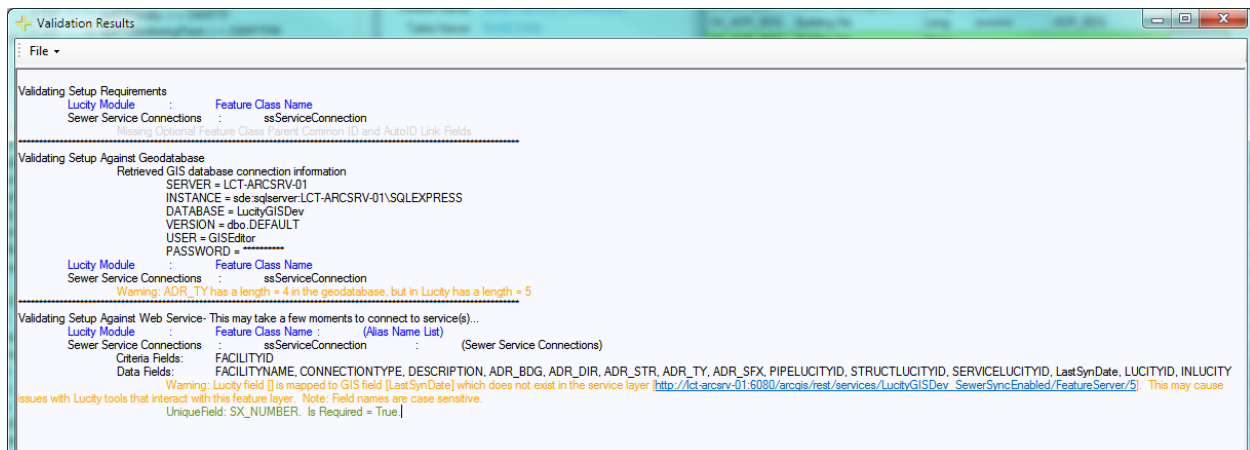 Validation Results
File
Validating Setup Requirements
Lucity Module : Feature Class Name
Sewer Service Connections : ssServiceConnection
Missing Optional Feature Class Parent Common ID and AutoID Link Fields
Validating Setup Against Geodatabase
Retrieved GIS database connection information
SERVER = LCT-ARCSRV-01
INSTANCE = sde:sqlserver:LCT-ARCSRV-01\SQLEXPRESS
DATABASE = LucityGISDev
VERSION = dbo.DEFAULT
USER = GISEditor
PASSWORD = **********
Lucity Module : Feature Class Name
Sewer Service Connections : ssServiceConnection
Warning: ADR_TY has a length = 4 in the geodatabase, but in Lucity has a length = 5
Validating Setup Against Web Service- This may take a few moments to connect to service(s)...
Lucity Module : Feature Class Name : (Alias Name List)
Sewer Service Connections : ssServiceConnection : (Sewer Service Connections)
Criteria Fields: FACILITYID
Data Fields: FACILITYNAME, CONNECTIONTYPE, DESCRIPTION, ADR_BDG, ADR_DIR, ADR_STR, ADR_TY, ADR_SFX, PIPELUCITYID, STRUCTLUCITYID, SERVICELUCITYID, LastSynDate, LUCITYID, INLUCITY
Warning: Lucity field [] is mapped to GIS field [LastSynDate] which does not exist in the service layer [http://lct-arcsrv-01:6080/arcgis/rest/services/LucityGISDev_SewerSyncEnabled/FeatureServer/5]. This may cause
issues with Lucity tools that interact with this feature layer. Note: Field names are case sensitive.
UniqueField: SX_NUMBER. Is Required = True.